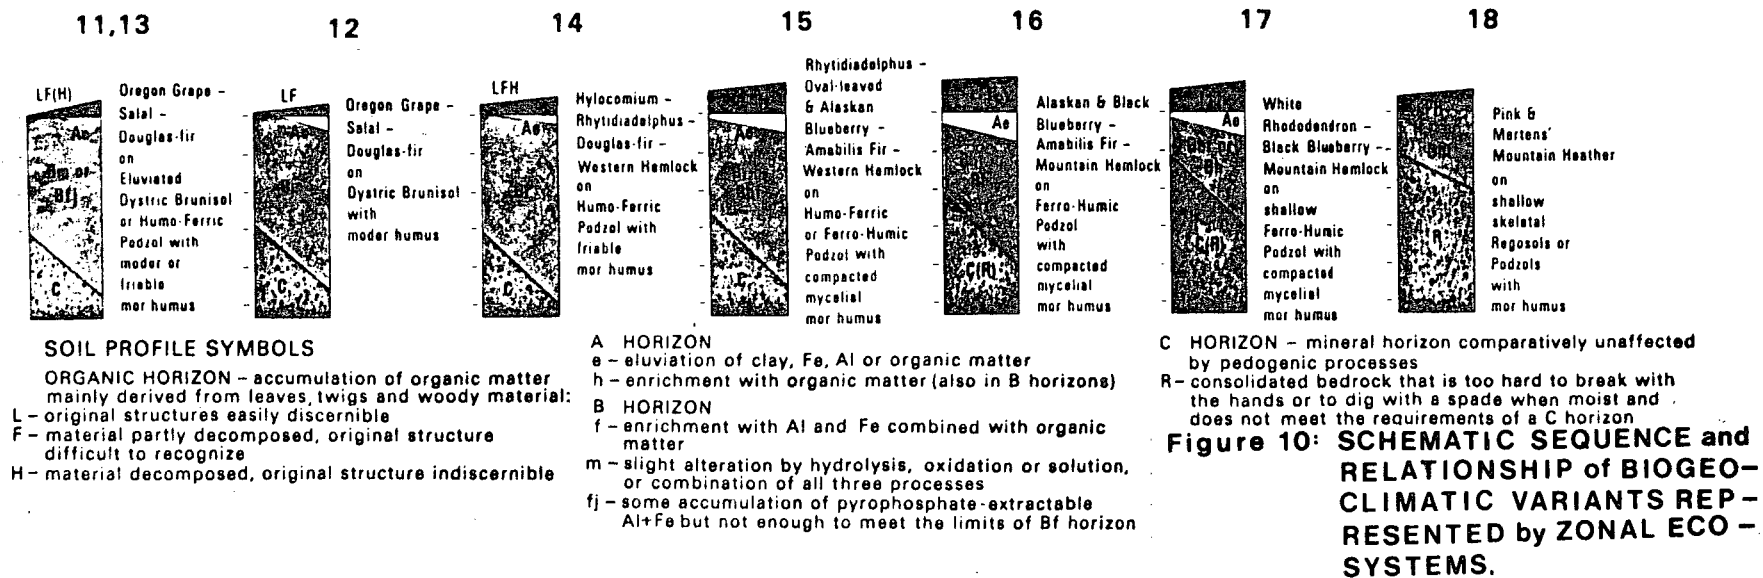 11,13
12
14
15
16
17
18
LF(H)
Ae
Bm or
Bfj
C
Oregon Grape –
Salal –
Douglas-fir
on
Eluviated
Dystric Brunisol
or Humo-Ferric
Podzol with
moder or
friable
mor humus
LF
Ae
C
Oregon Grape –
Salal –
Douglas-fir
on
Dystric Brunisol
with
moder humus
LFH
Ae
Bf
C
Hylocomium –
Rhytidiadelphus –
Douglas-fir –
Western Hemlock
on
Humo-Ferric
Podzol with
friable
mor humus
Ae
C
Rhytidiadelphus –
Oval-leaved
& Alaskan
Blueberry –
Amabilis Fir –
Western Hemlock
on
Humo-Ferric
or Ferro-Humic
Podzol with
compacted
mycelial
mor humus
Ae
C(R)
Alaskan & Black
Blueberry –
Amabilis Fir –
Mountain Hemlock
on
Ferro-Humic
Podzol
with
compacted
mycelial
mor humus
Ae
C(R)
White
Rhododendron –
Black Blueberry –
Mountain Hemlock
on
shallow
Ferro-Humic
Podzol with
compacted
mycelial
mor humus
R
Pink &
Mertens'
Mountain Heather
on
shallow
skeletal
Regosols or
Podzols
with
mor humus
SOIL PROFILE SYMBOLS
ORGANIC HORIZON – accumulation of organic matter
mainly derived from leaves, twigs and woody material:
L – original structures easily discernible
F – material partly decomposed, original structure
difficult to recognize
H – material decomposed, original structure indiscernible
A HORIZON
e – eluviation of clay, Fe, Al or organic matter
h – enrichment with organic matter (also in B horizons)
B HORIZON
f – enrichment with Al and Fe combined with organic
matter
m – slight alteration by hydrolysis, oxidation or solution,
or combination of all three processes
fj – some accumulation of pyrophosphate-extractable
Al+Fe but not enough to meet the limits of Bf horizon
C HORIZON – mineral horizon comparatively unaffected
by pedogenic processes
R – consolidated bedrock that is too hard to break with
the hands or to dig with a spade when moist and
does not meet the requirements of a C horizon
Figure 10: SCHEMATIC SEQUENCE and
RELATIONSHIP of BIOGEO–
CLIMATIC VARIANTS REP–
RESENTED by ZONAL ECO–
SYSTEMS.